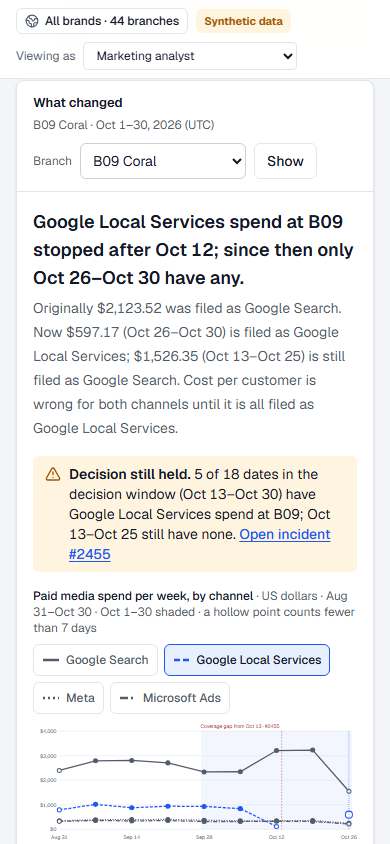 All brands · 44 branches
Synthetic data
Viewing as
Marketing analyst
What changed
B09 Coral · Oct 1–30, 2026 (UTC)
Branch
B09 Coral
Show
Google Local Services spend at B09
stopped after Oct 12; since then only
Oct 26–Oct 30 have any.
Originally $2,123.52 was filed as Google Search.
Now $597.17 (Oct 26–Oct 30) is filed as Google
Local Services; $1,526.35 (Oct 13–Oct 25) is still
filed as Google Search. Cost per customer is
wrong for both channels until it is all filed as
Google Local Services.
Decision still held. 5 of 18 dates in the
decision window (Oct 13–Oct 30) have
Google Local Services spend at B09; Oct
13–Oct 25 still have none. Open incident
#2455
Paid media spend per week, by channel · US dollars · Aug
31–Oct 30 · Oct 1–30 shaded · a hollow point counts fewer
than 7 days
Google Search
Google Local Services
Meta
Microsoft Ads
Coverage gap from Oct 13 · #2455
$4,000
$3,000
$2,000
$1,000
$0
Aug 31
Sep 14
Sep 28
Oct 12
Oct 26